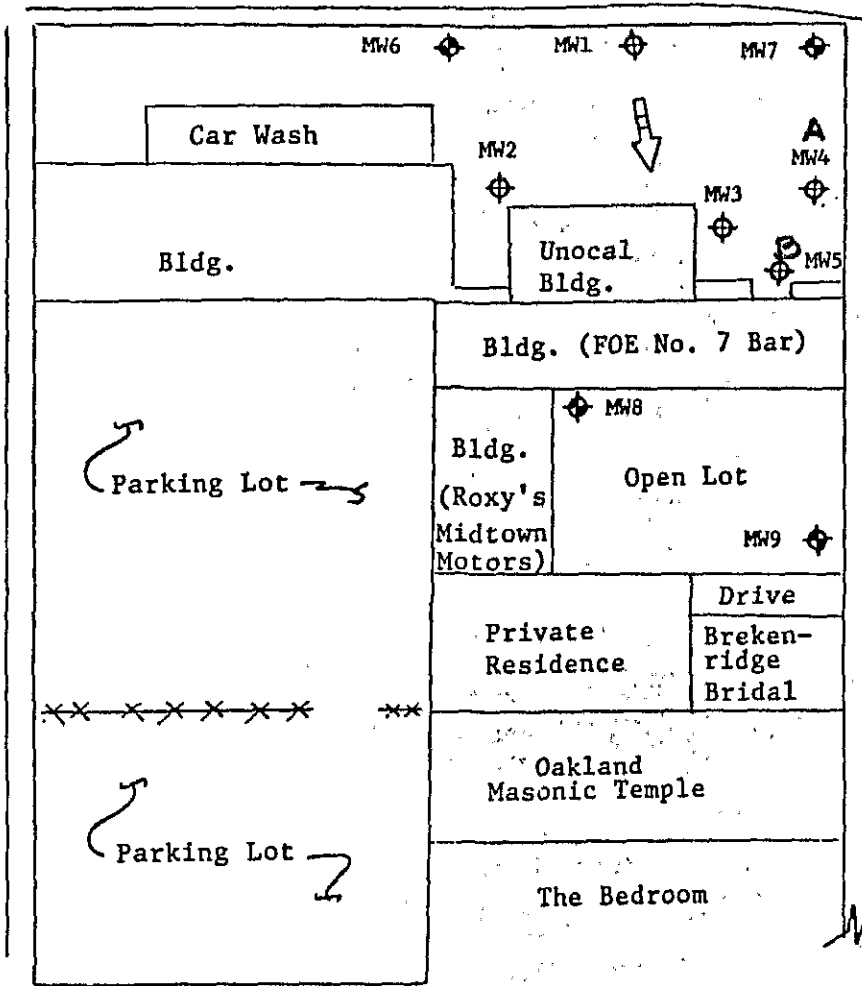 MW6
MW1
MW7
Car Wash
A
MW2
MW4
MW3
Unocal
Bldg.
Bldg.
MW5
Bldg. (FOE No. 7 Bar)
MW8
Bldg.
(Roxy's
Midtown
Motors)
Open Lot
Parking Lot
MW9
Drive
Private
Residence
Breken-
ridge
Bridal
Oakland
Masonic Temple
Parking Lot
The Bedroom